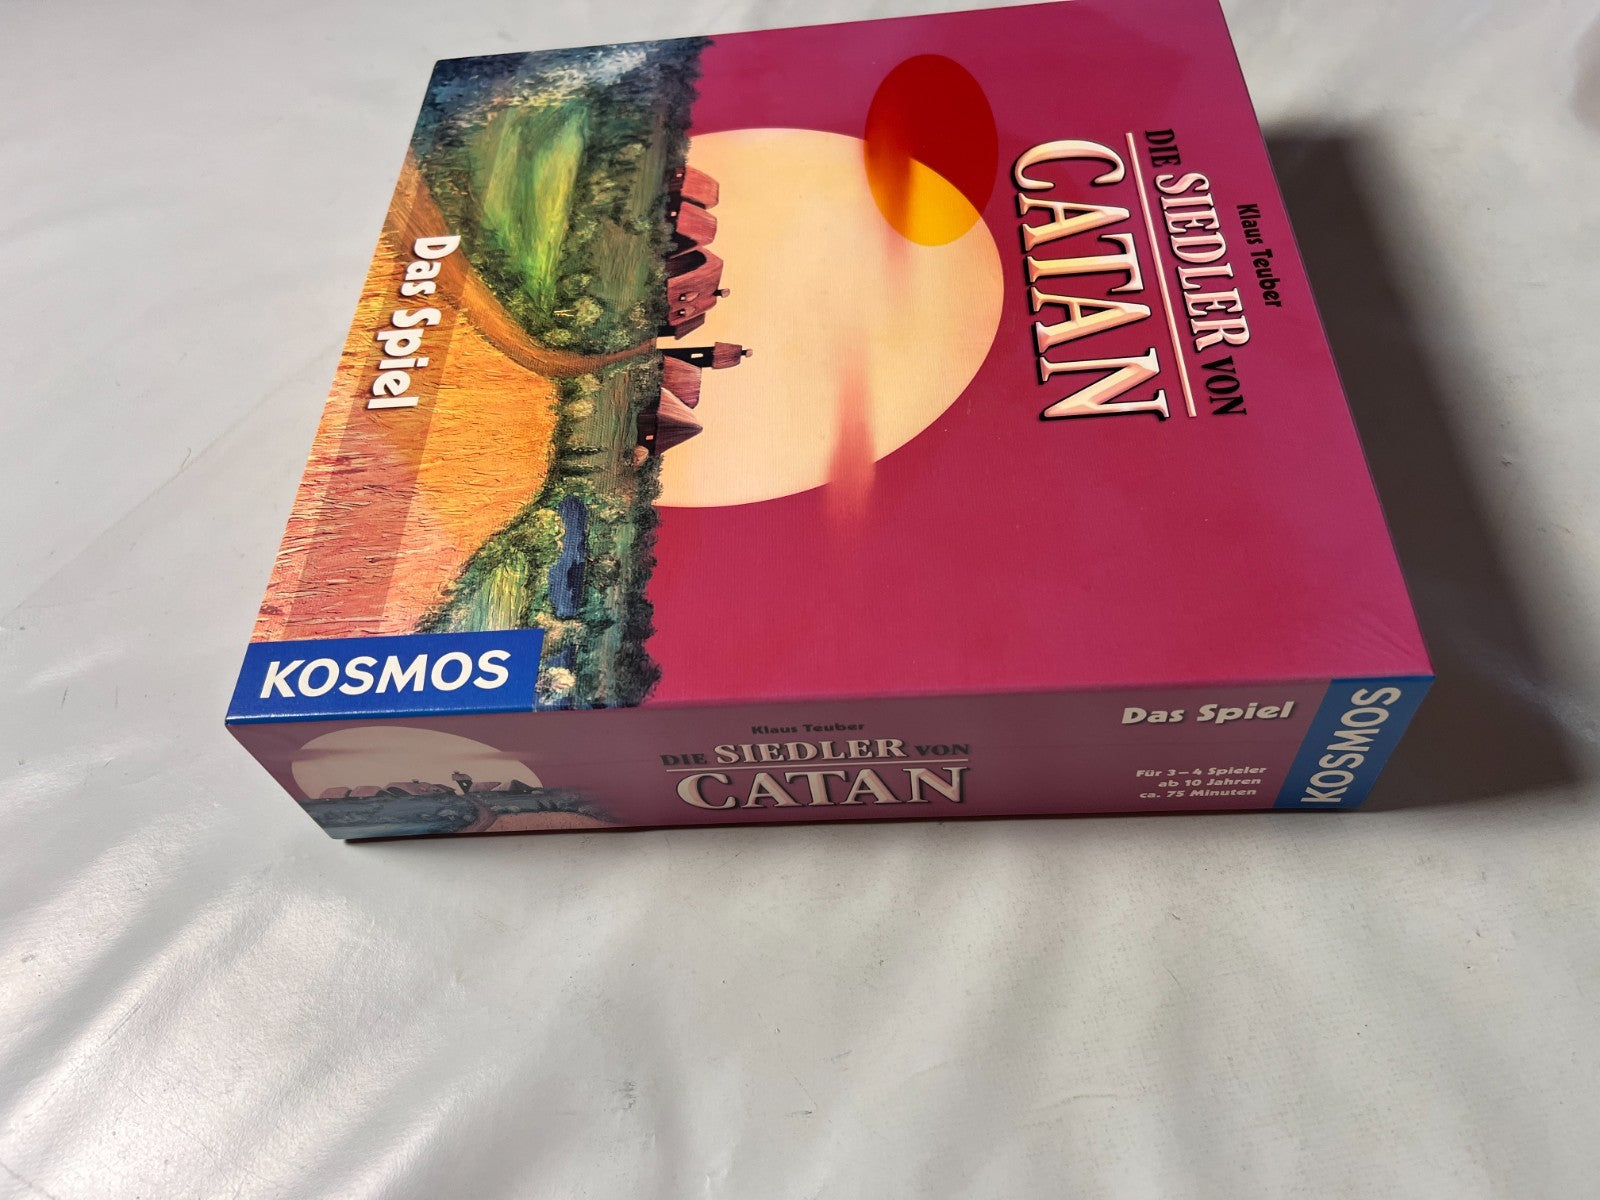 Klaus Teuber
DIE SIEDLER VON
CATAN
Das Spiel
KOSMOS
Klaus Teuber
DIE SIEDLER VON
CATAN
Das Spiel
Für 3–4 Spieler
ab 10 Jahren
ca. 75 Minuten
KOSMOS